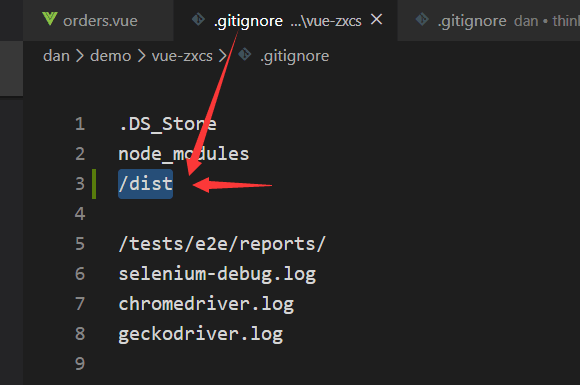 orders.vue
.gitignore ...\vue-zxcs
.gitignore dan • think
dan > demo > vue-zxcs > .gitignore
1 .DS_Store
2 node_modules
3 /dist
4
5 /tests/e2e/reports/
6 selenium-debug.log
7 chromedriver.log
8 geckodriver.log
9